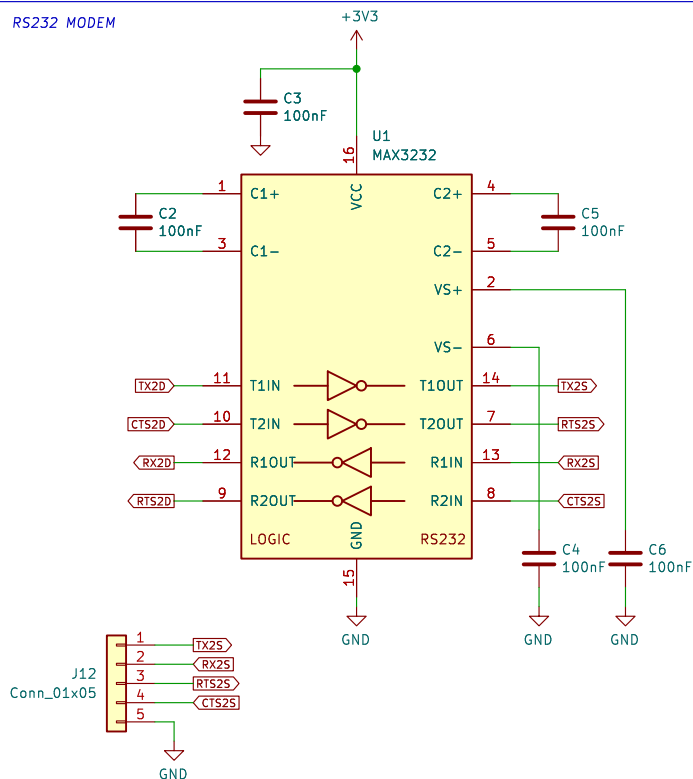 RS232 MODEM
+3V3
C3
100nF
U1
MAX3232
16
VCC
1
C1+
C2+
4
C2
100nF
C5
100nF
3
C1-
C2-
5
VS+
2
VS-
6
TX2D
11
T1IN
T1OUT
14
TX2S
CTS2D
10
T2IN
T2OUT
7
RTS2S
RX2D
12
R1OUT
R1IN
13
RX2S
RTS2D
9
R2OUT
R2IN
8
CTS2S
LOGIC
GND
RS232
15
C4
100nF
C6
100nF
GND
GND
GND
J12
Conn_01x05
1
TX2S
2
RX2S
3
RTS2S
4
CTS2S
5
GND